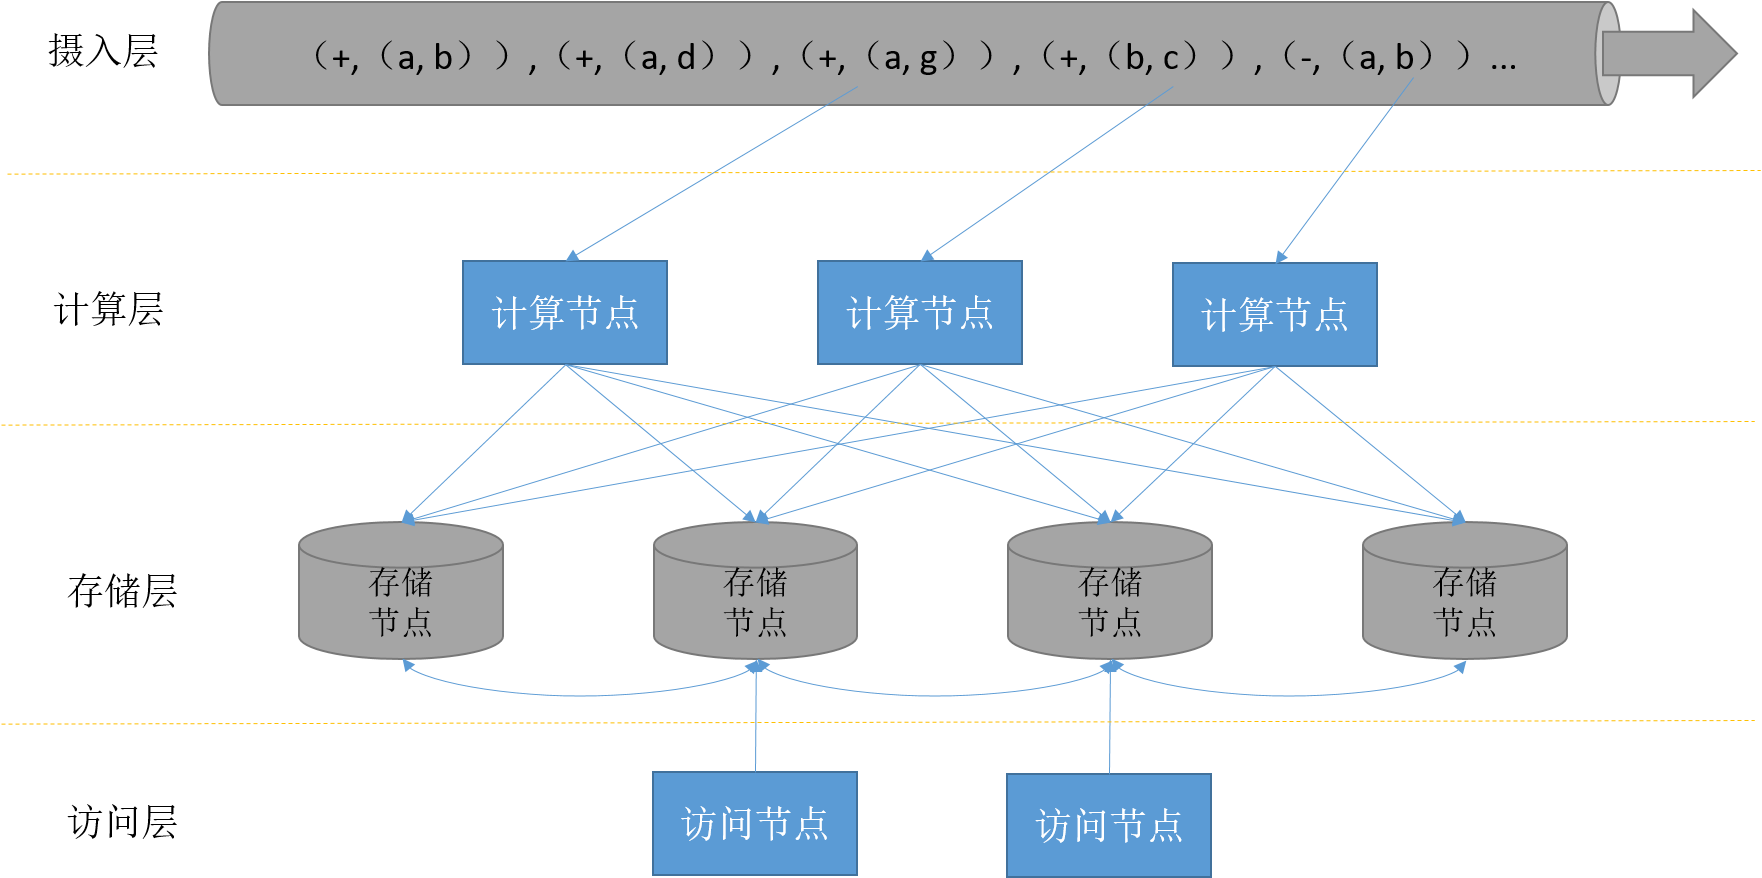 摄入层
（+,（a, b））,（+,（a, d））,（+,（a, g））,（+,（b, c））,（-,（a, b））...
计算层
计算节点
计算节点
计算节点
存储层
存储
节点
存储
节点
存储
节点
存储
节点
访问层
访问节点
访问节点